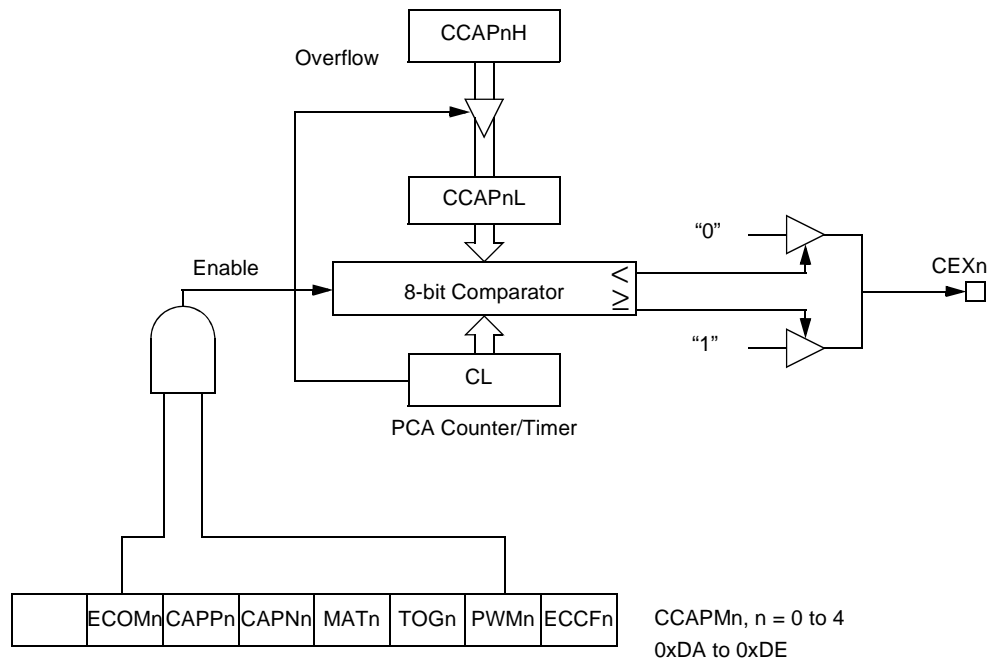 CCAPnH
Overflow
CCAPnL
“0”
CEXn
Enable
<
8-bit Comparator
≥
“1”
CL
PCA Counter/Timer
ECOMn CAPPn CAPNn MATn TOGn PWMn ECCFn
CCAPMn, n = 0 to 4
0xDA to 0xDE